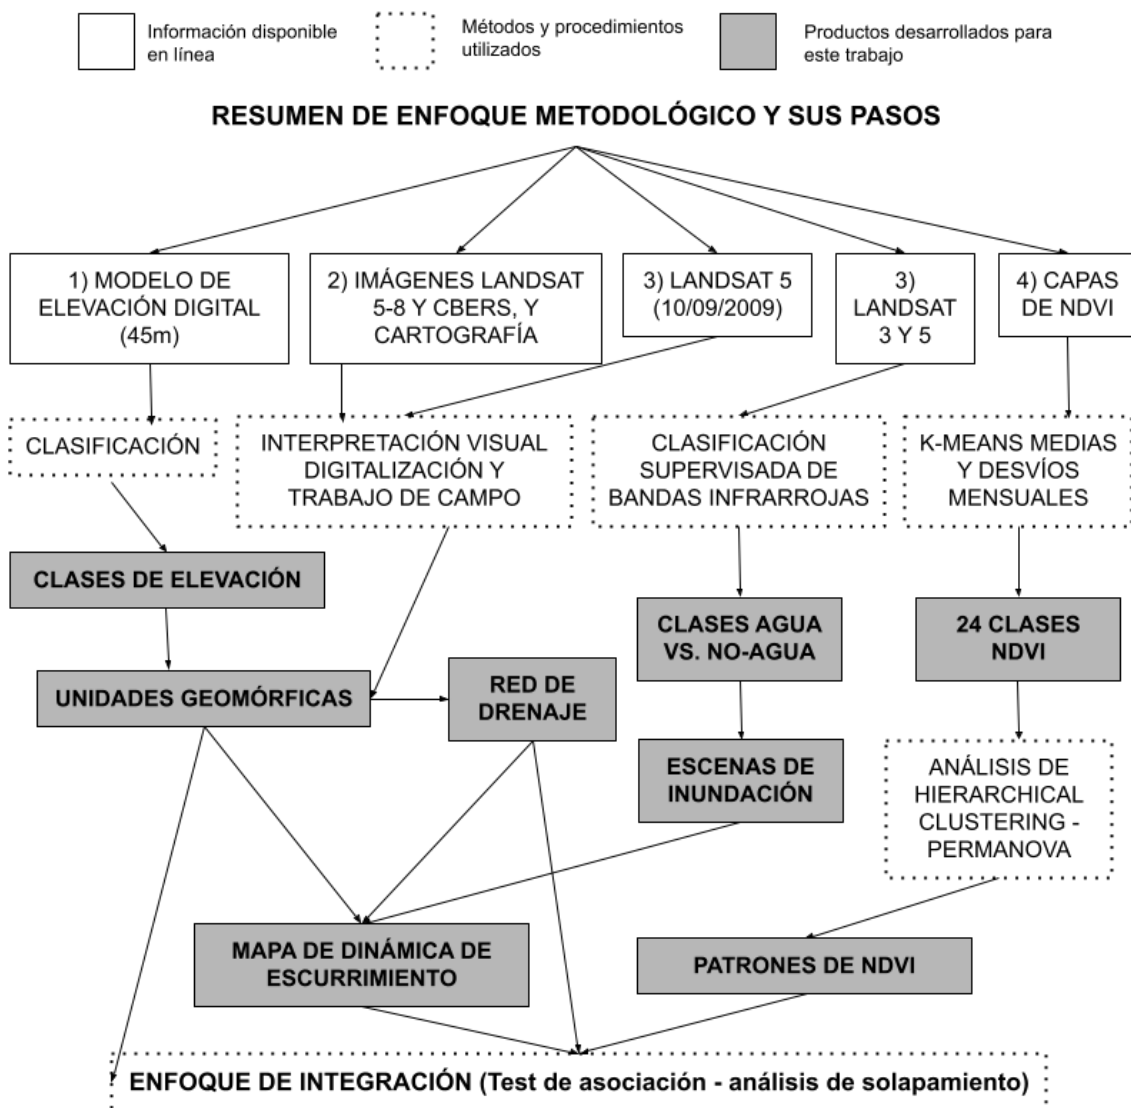 Información disponible
en línea
Métodos y procedimientos
utilizados
Productos desarrollados para
este trabajo
RESUMEN DE ENFOQUE METODOLÓGICO Y SUS PASOS
1) MODELO DE
ELEVACIÓN DIGITAL
(45m)
2) IMÁGENES LANDSAT
5-8 Y CBERS, Y
CARTOGRAFÍA
3) LANDSAT 5
(10/09/2009)
3)
LANDSAT
3 Y 5
4) CAPAS
DE NDVI
CLASIFICACIÓN
INTERPRETACIÓN VISUAL
DIGITALIZACIÓN Y
TRABAJO DE CAMPO
CLASIFICACIÓN
SUPERVISADA DE
BANDAS INFRARROJAS
K-MEANS MEDIAS
Y DESVÍOS
MENSUALES
CLASES DE ELEVACIÓN
CLASES AGUA
VS. NO-AGUA
24 CLASES
NDVI
UNIDADES GEOMÓRFICAS
RED DE
DRENAJE
ESCENAS DE
INUNDACIÓN
ANÁLISIS DE
HIERARCHICAL
CLUSTERING -
PERMANOVA
MAPA DE DINÁMICA DE
ESCURRIMIENTO
PATRONES DE NDVI
ENFOQUE DE INTEGRACIÓN (Test de asociación - análisis de solapamiento)